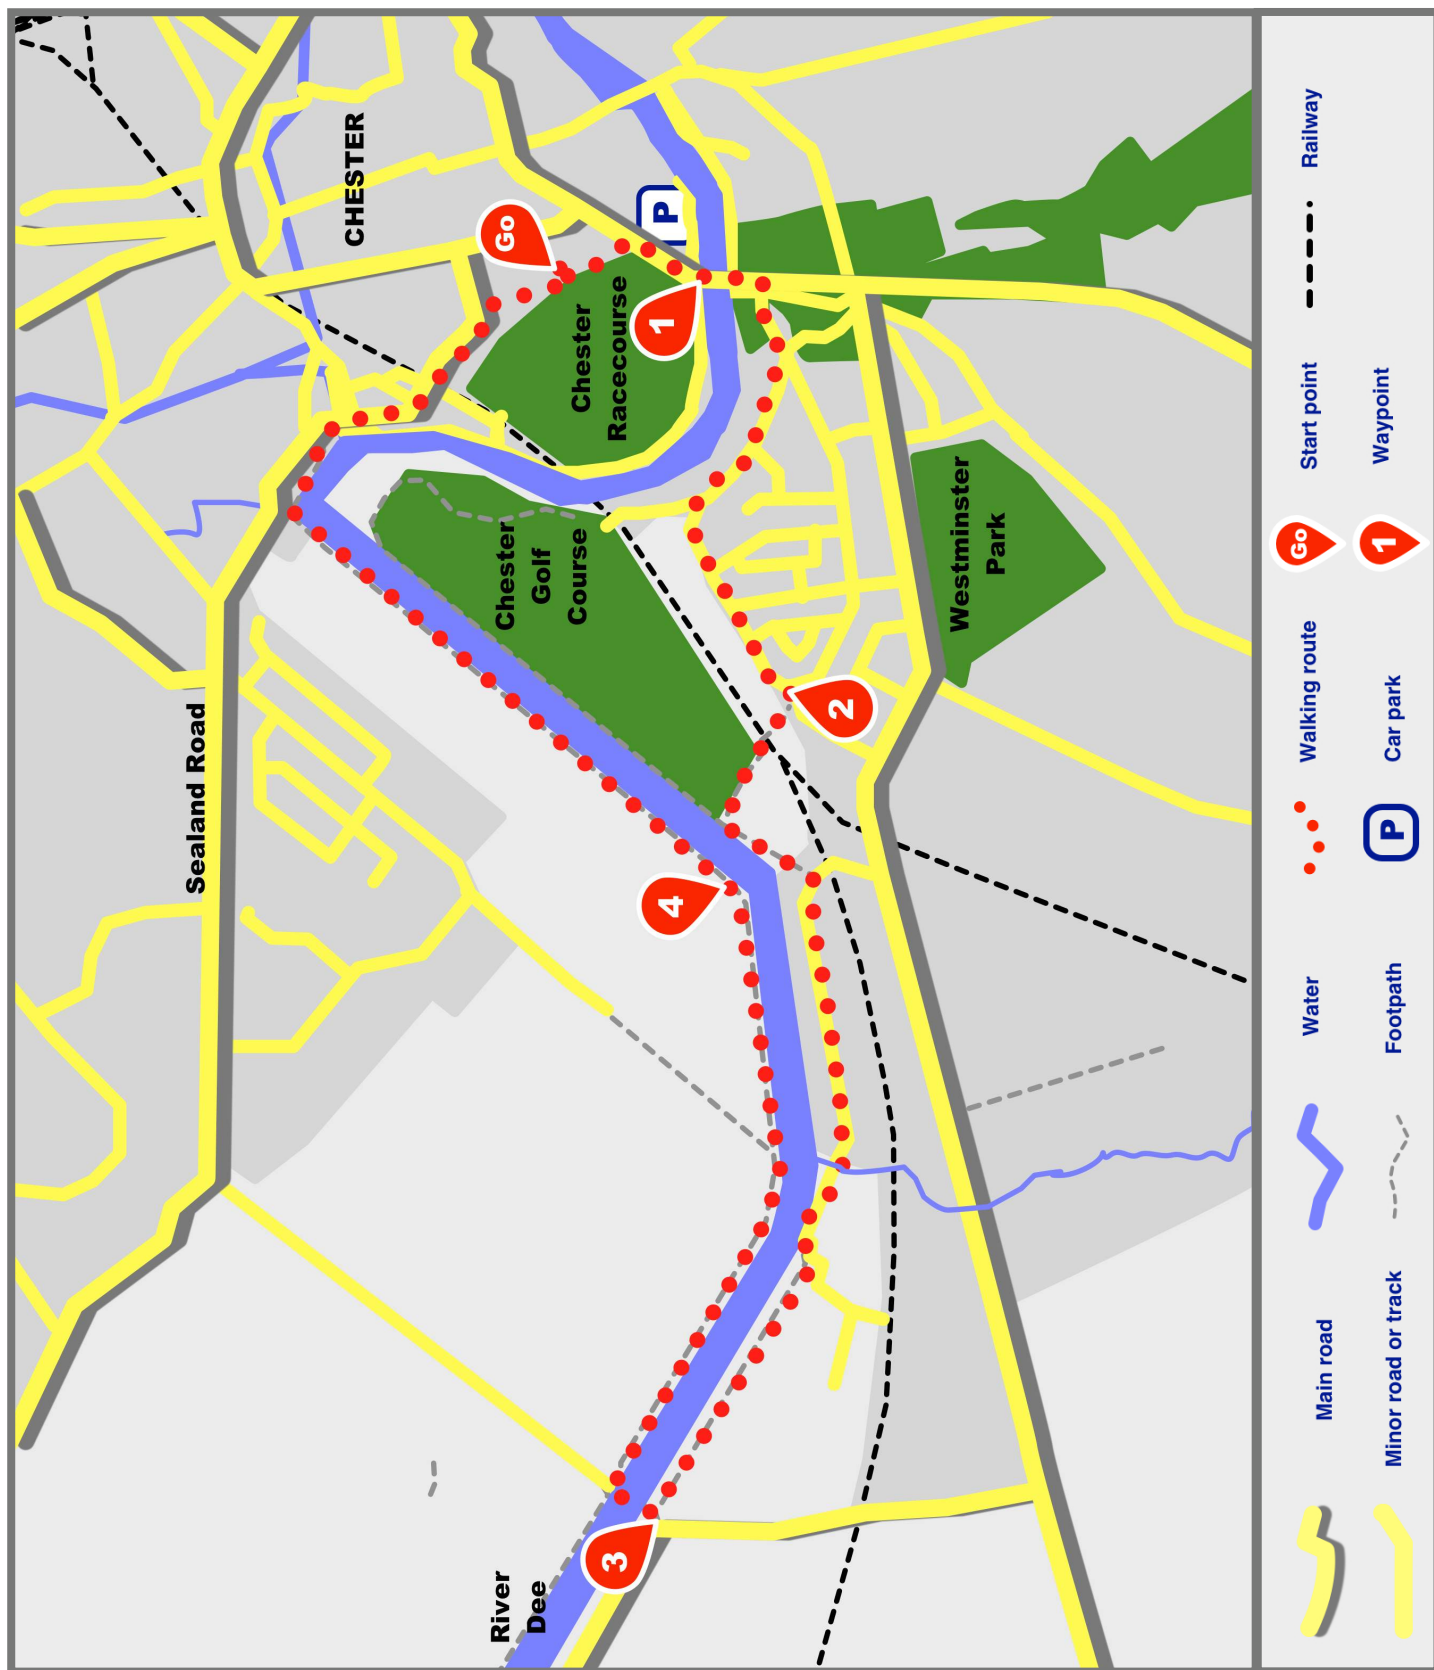 CHESTER
Go
P
1
Chester
Racecourse
Chester
Golf
Course
Westminster
Park
Sealand Road
2
4
3
River
Dee
Main road
Water
Walking route
Go
Start point
Railway
Minor road or track
Footpath
P
Car park
1
Waypoint